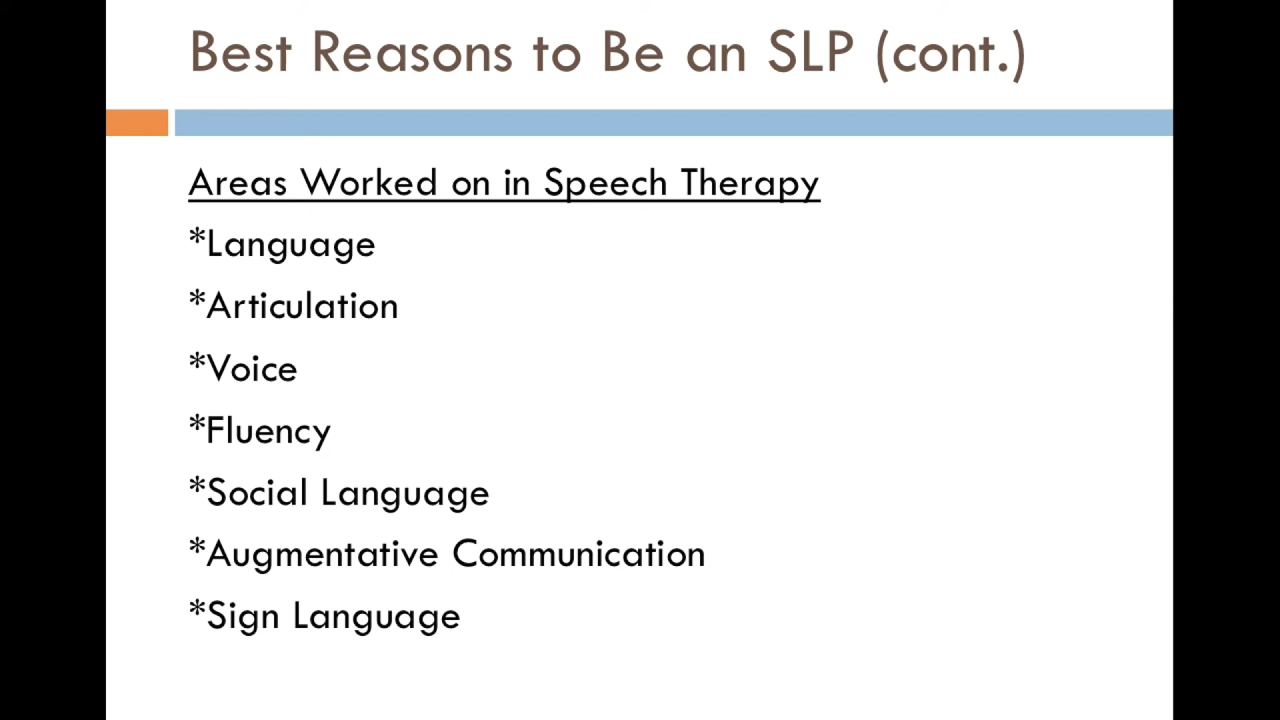 Best Reasons to Be an SLP (cont.)
Areas Worked on in Speech Therapy
*Language
*Articulation
*Voice
*Fluency
*Social Language
*Augmentative Communication
*Sign Language